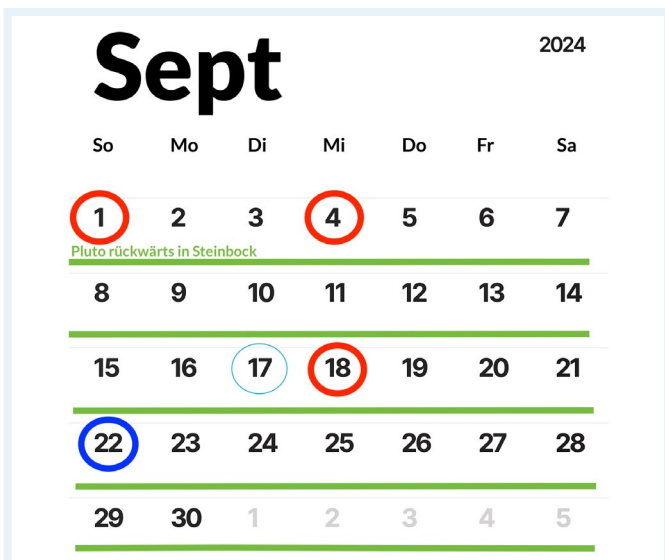 Sept 2024
So Mo Di Mi Do Fr Sa
1 2 3 4 5 6 7
Pluto rückwärts in Steinbock
8 9 10 11 12 13 14
15 16 17 18 19 20 21
22 23 24 25 26 27 28
29 30 1 2 3 4 5